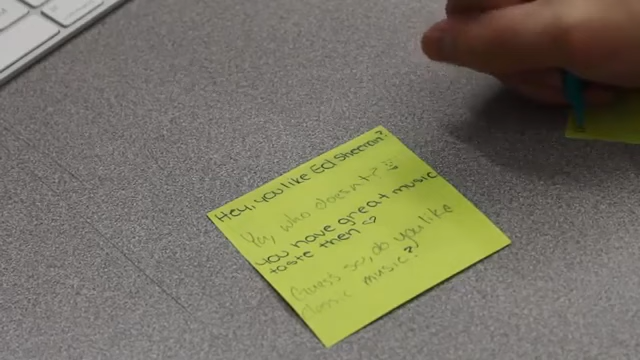 Hey, you like Ed Sheeran?
Yes, who doesn't?
you have great music
taste then
Guess so, do you like
classic music?